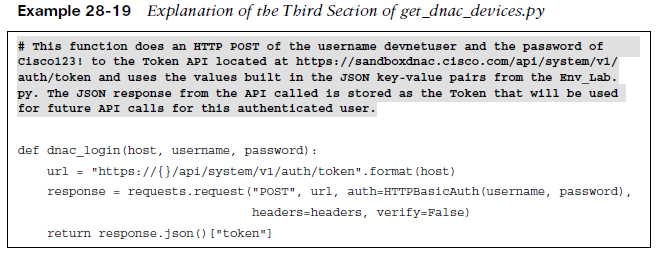 Example 28-19 Explanation of the Third Section of get_dnac_devices.py
# This function does an HTTP POST of the username devnetuser and the password of
Cisco123! to the Token API located at https://sandboxdnac.cisco.com/api/system/v1/
auth/token and uses the values built in the JSON key-value pairs from the Env_Lab.
py. The JSON response from the API called is stored as the Token that will be used
for future API calls for this authenticated user.
def dnac_login(host, username, password):
    url = "https://{}/api/system/v1/auth/token".format(host)
    response = requests.request("POST", url, auth=HTTPBasicAuth(username, password),
                                headers=headers, verify=False)
    return response.json()["token"]